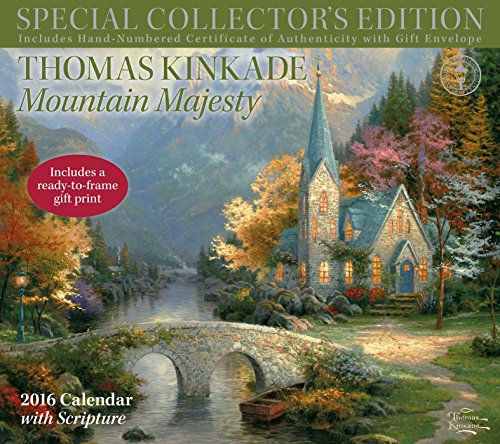 SPECIAL COLLECTOR'S EDITION
Includes Hand-Numbered Certificate of Authenticity with Gift Envelope
THOMAS KINKADE
Mountain Majesty
Includes a
ready-to-frame
gift print
2016 Calendar
with Scripture
Thomas
Kinkade